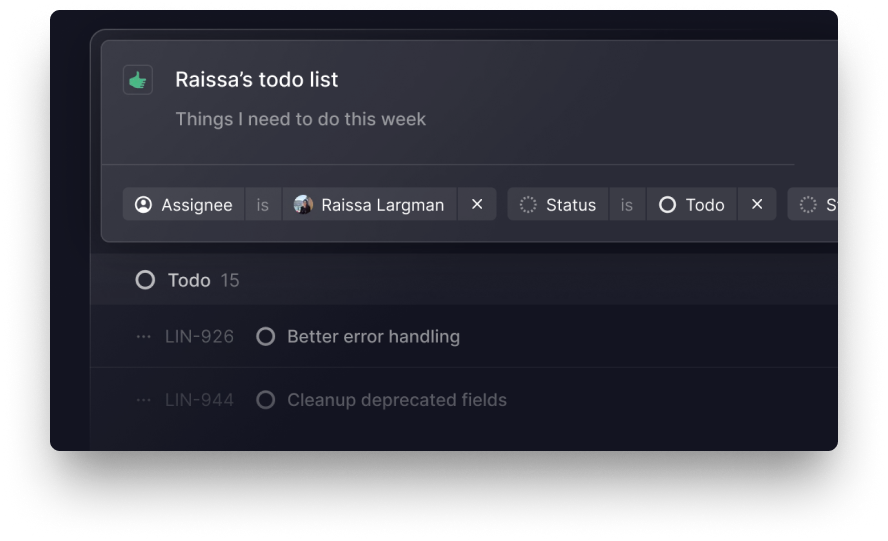 Raissa’s todo list
Things I need to do this week
Assignee is Raissa Largman × Status is Todo ×
Todo 15
LIN-926 Better error handling
LIN-944 Cleanup deprecated fields